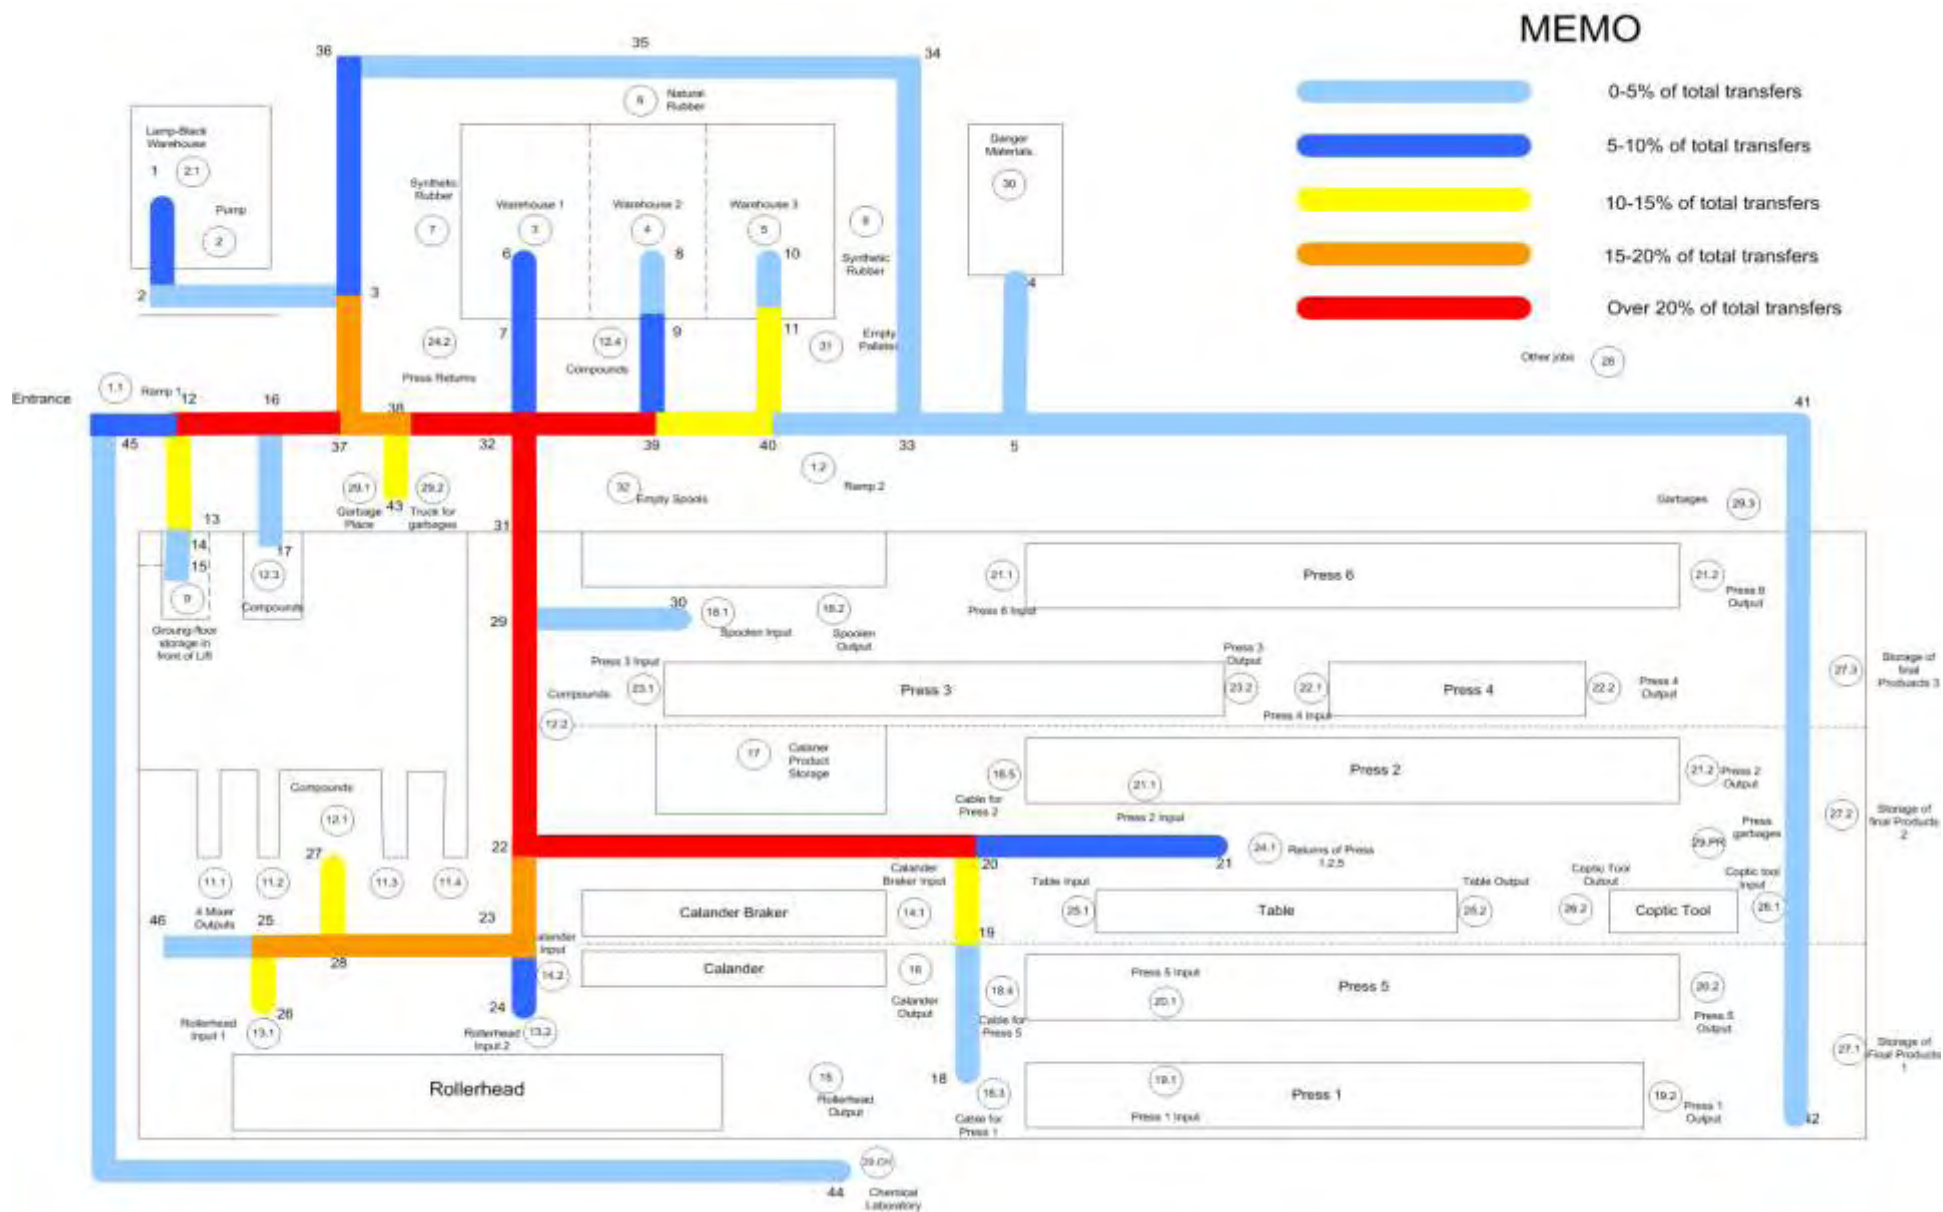 MEMO
0-5% of total transfers
5-10% of total transfers
10-15% of total transfers
15-20% of total transfers
Over 20% of total transfers
36
35
34
6
Natural
Rubber
Lamp-Black
Warehouse
1
2.1
Pump
2
2
3
Synthetic
Rubber
7
Warehouse 1
3
6
Warehouse 2
4
8
Warehouse 3
5
10
Synthetic
Rubber
Danger
Materials
30
4
7
9
11
24.2
Press Returns
12.4
Compounds
31
Empty
Pallets
Other jobs
28
Entrance
1.1
Ramp 1
12
16
38
41
45
37
32
39
40
33
5
29.1
Garbage
Place
43
29.2
Truck for
garbages
32
Empty Spools
1.2
Ramp 2
Garbages
29.3
13
14
15
17
31
9
Groung-floor
storage in
front of Lift
12.3
Compounds
29
30
18.1
Spoolen Input
18.2
Spoolen
Output
21.1
Press 6 Input
Press 6
21.2
Press 6
Output
Press 3 Input
23.1
Press 3
Press 3
Output
23.2
22.1
Press 4 Input
Press 4
22.2
Press 4
Output
27.3
Storage of
final
Products 3
Compounds
12.2
17
Calaner
Product
Storage
18.5
Cable for
Press 2
21.1
Press 2 Input
Press 2
21.2
Press 2
Output
27.2
Storage of
final Products
2
Compounds
12.1
27
22
20
21
24.1
Returns of Press
1,2,5
Press
garbages
29.PR
11.1
11.2
11.3
11.4
4 Mixer
Outputs
46
25
23
28
Calander Braker
Calander
Braker Input
14.1
19
Table Input
25.1
Table
Table Output
25.2
Coptic Tool
Output
26.2
Coptic Tool
Coptic tool
Input
26.1
Input
14.2
Calander
16
Calander
Output
18.4
Cable for
Press 5
Press 5 Input
20.1
Press 5
20.2
Press 5
Output
26
Rollerhead
Input 1
13.1
24
Rollerhead
Input 2
13.2
Rollerhead
15
Rollerhead
Output
18
18.3
Cable for
Press 1
19.1
Press 1 Input
Press 1
19.2
Press 1
Output
27.1
Storage of
Final Products
1
42
44
Chemical
Laboratory